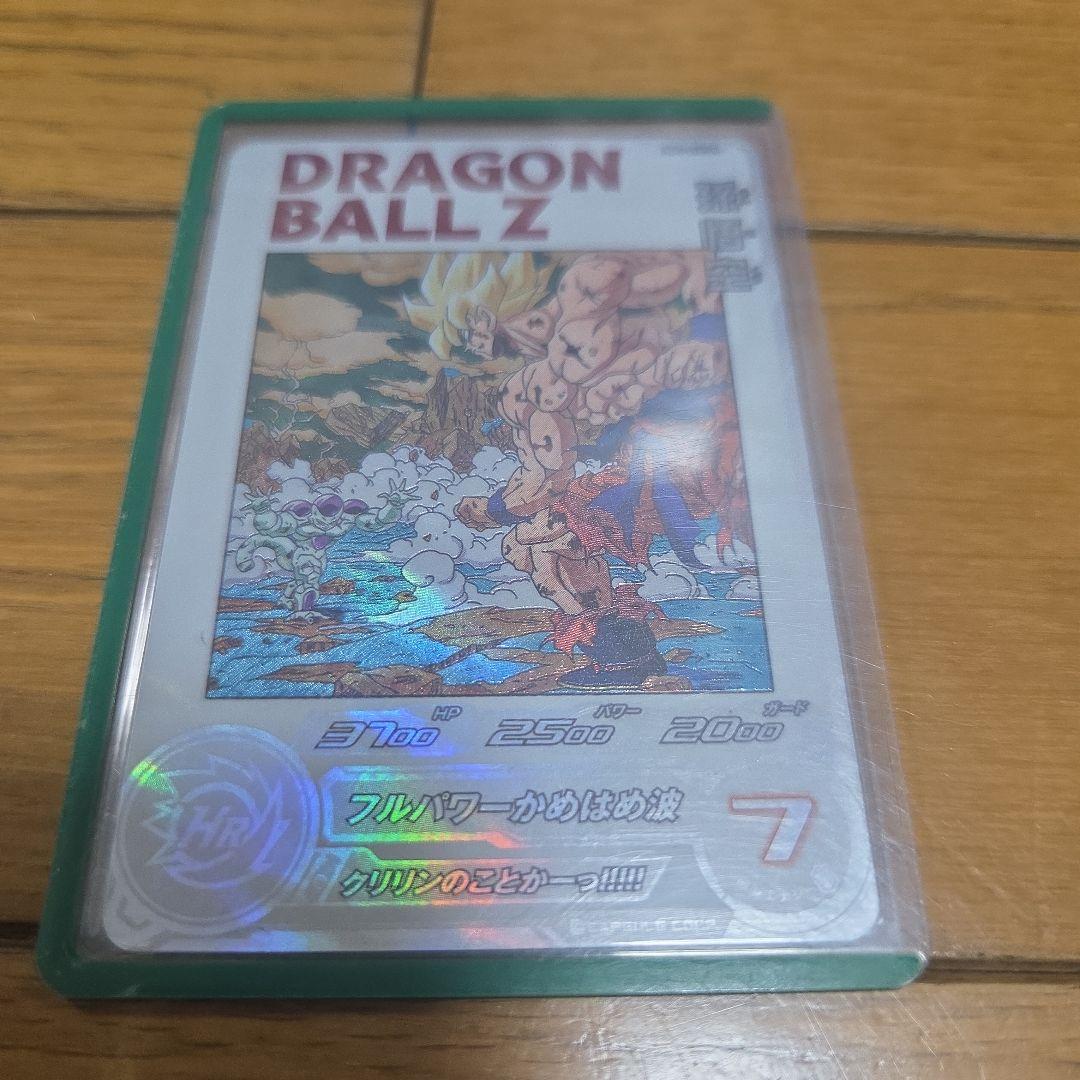 DRAGON
BALL Z
孫悟空
HP
3700
パワー
2500
ガード
2000
HR
フルパワーかめはめ波
クリリンのことかーっ!!!!!
7